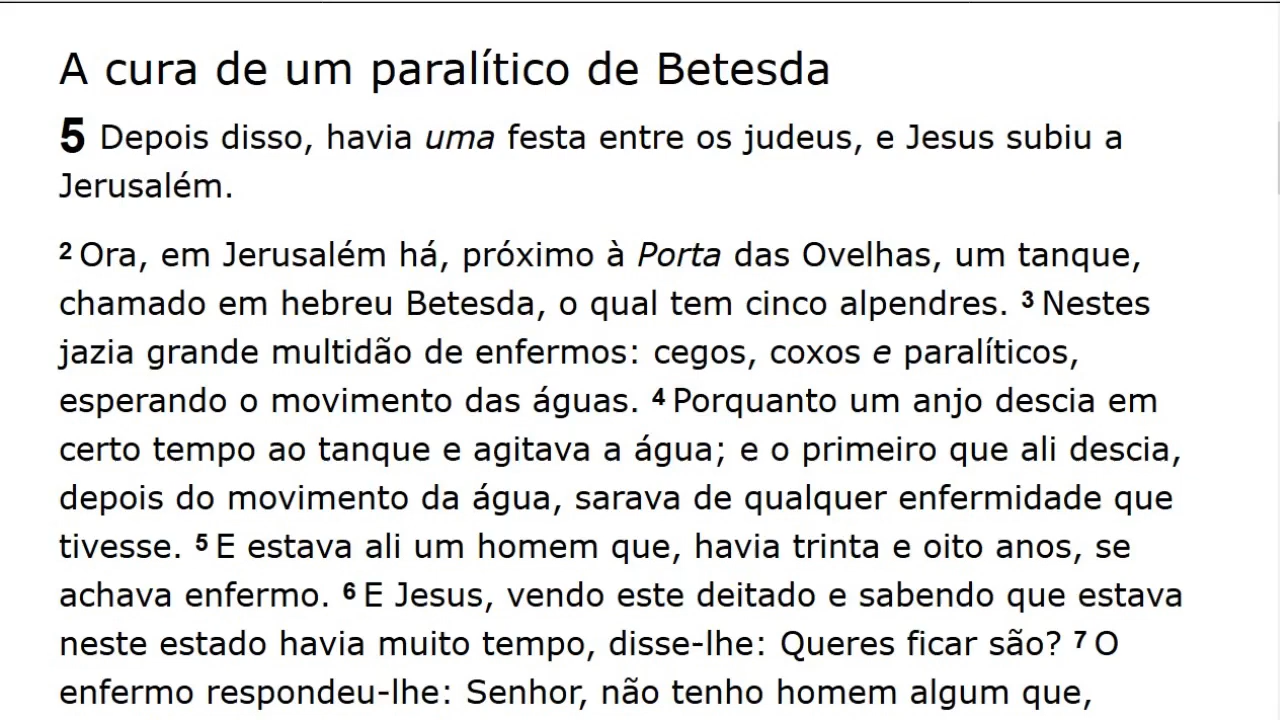 A cura de um paralítico de Betesda
5 Depois disso, havia uma festa entre os judeus, e Jesus subiu a
Jerusalém.
2 Ora, em Jerusalém há, próximo à Porta das Ovelhas, um tanque,
chamado em hebreu Betesda, o qual tem cinco alpendres. 3 Nestes
jazia grande multidão de enfermos: cegos, coxos e paralíticos,
esperando o movimento das águas. 4 Porquanto um anjo descia em
certo tempo ao tanque e agitava a água; e o primeiro que ali descia,
depois do movimento da água, sarava de qualquer enfermidade que
tivesse. 5 E estava ali um homem que, havia trinta e oito anos, se
achava enfermo. 6 E Jesus, vendo este deitado e sabendo que estava
neste estado havia muito tempo, disse-lhe: Queres ficar são? 7 O
enfermo respondeu-lhe: Senhor, não tenho homem algum que,